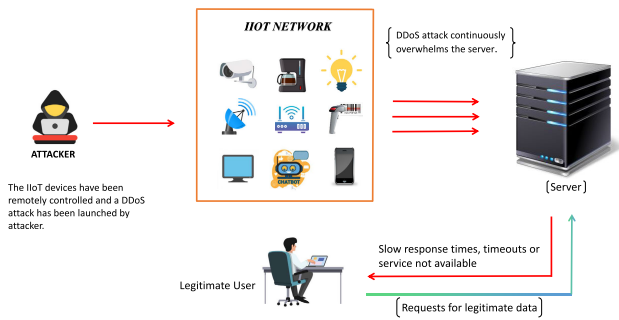 IIOT NETWORK
DDoS attack continuously
overwhelms the server.
ATTACKER
The IIoT devices have been
remotely controlled and a DDoS
attack has been launched by
attacker.
CHATBOT
Server
Slow response times, timeouts or
service not available
Legitimate User
Requests for legitimate data